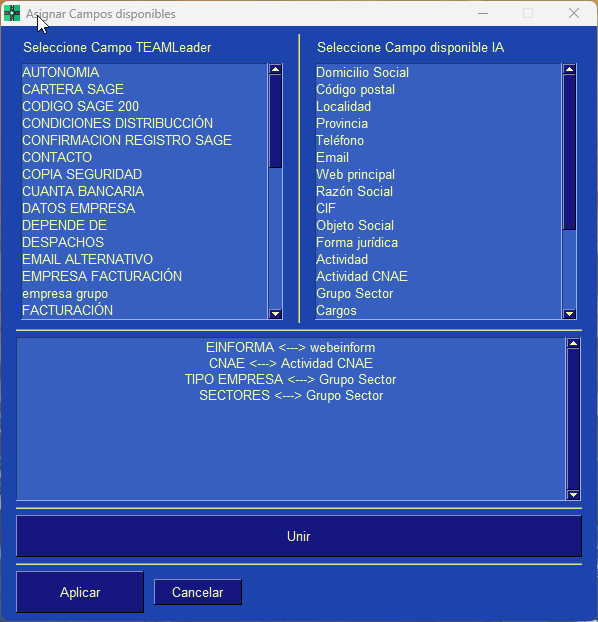 Asignar Campos disponibles
Seleccione Campo TEAMLeader
AUTONOMIA
CARTERA SAGE
CODIGO SAGE 200
CONDICIONES DISTRIBUCCIÓN
CONFIRMACION REGISTRO SAGE
CONTACTO
COPIA SEGURIDAD
CUANTA BANCARIA
DATOS EMPRESA
DEPENDE DE
DESPACHOS
EMAIL ALTERNATIVO
EMPRESA FACTURACIÓN
empresa grupo
FACTURACIÓN
Seleccione Campo disponible IA
Domicilio Social
Código postal
Localidad
Provincia
Teléfono
Email
Web principal
Razón Social
CIF
Objeto Social
Forma jurídica
Actividad
Actividad CNAE
Grupo Sector
Cargos
EINFORMA <---> webeinform
CNAE <---> Actividad CNAE
TIPO EMPRESA <---> Grupo Sector
SECTORES <---> Grupo Sector
Unir
Aplicar
Cancelar